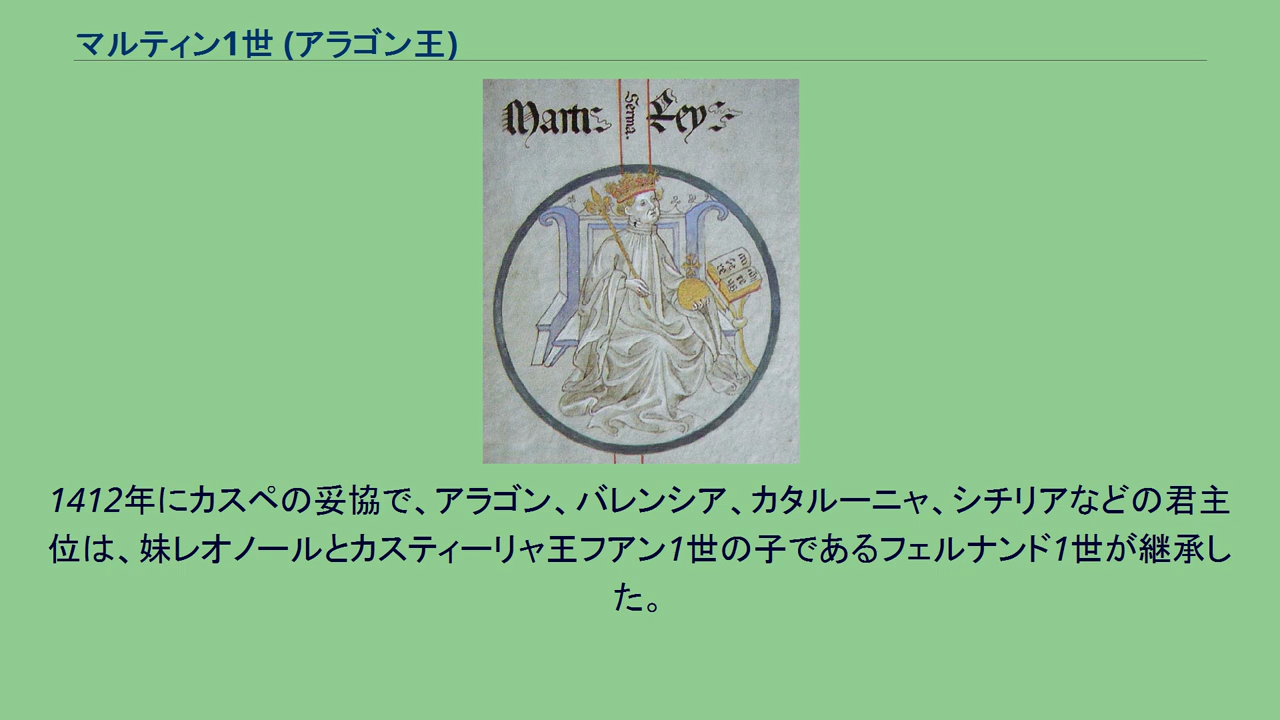 マルティン1世 (アラゴン王)
Marti
Serma.
Rey
1412年にカスペの妥協で、アラゴン、バレンシア、カタルーニャ、シチリアなどの君主
位は、妹レオノールとカスティーリャ王フアン1世の子であるフェルナンド1世が継承し
た。